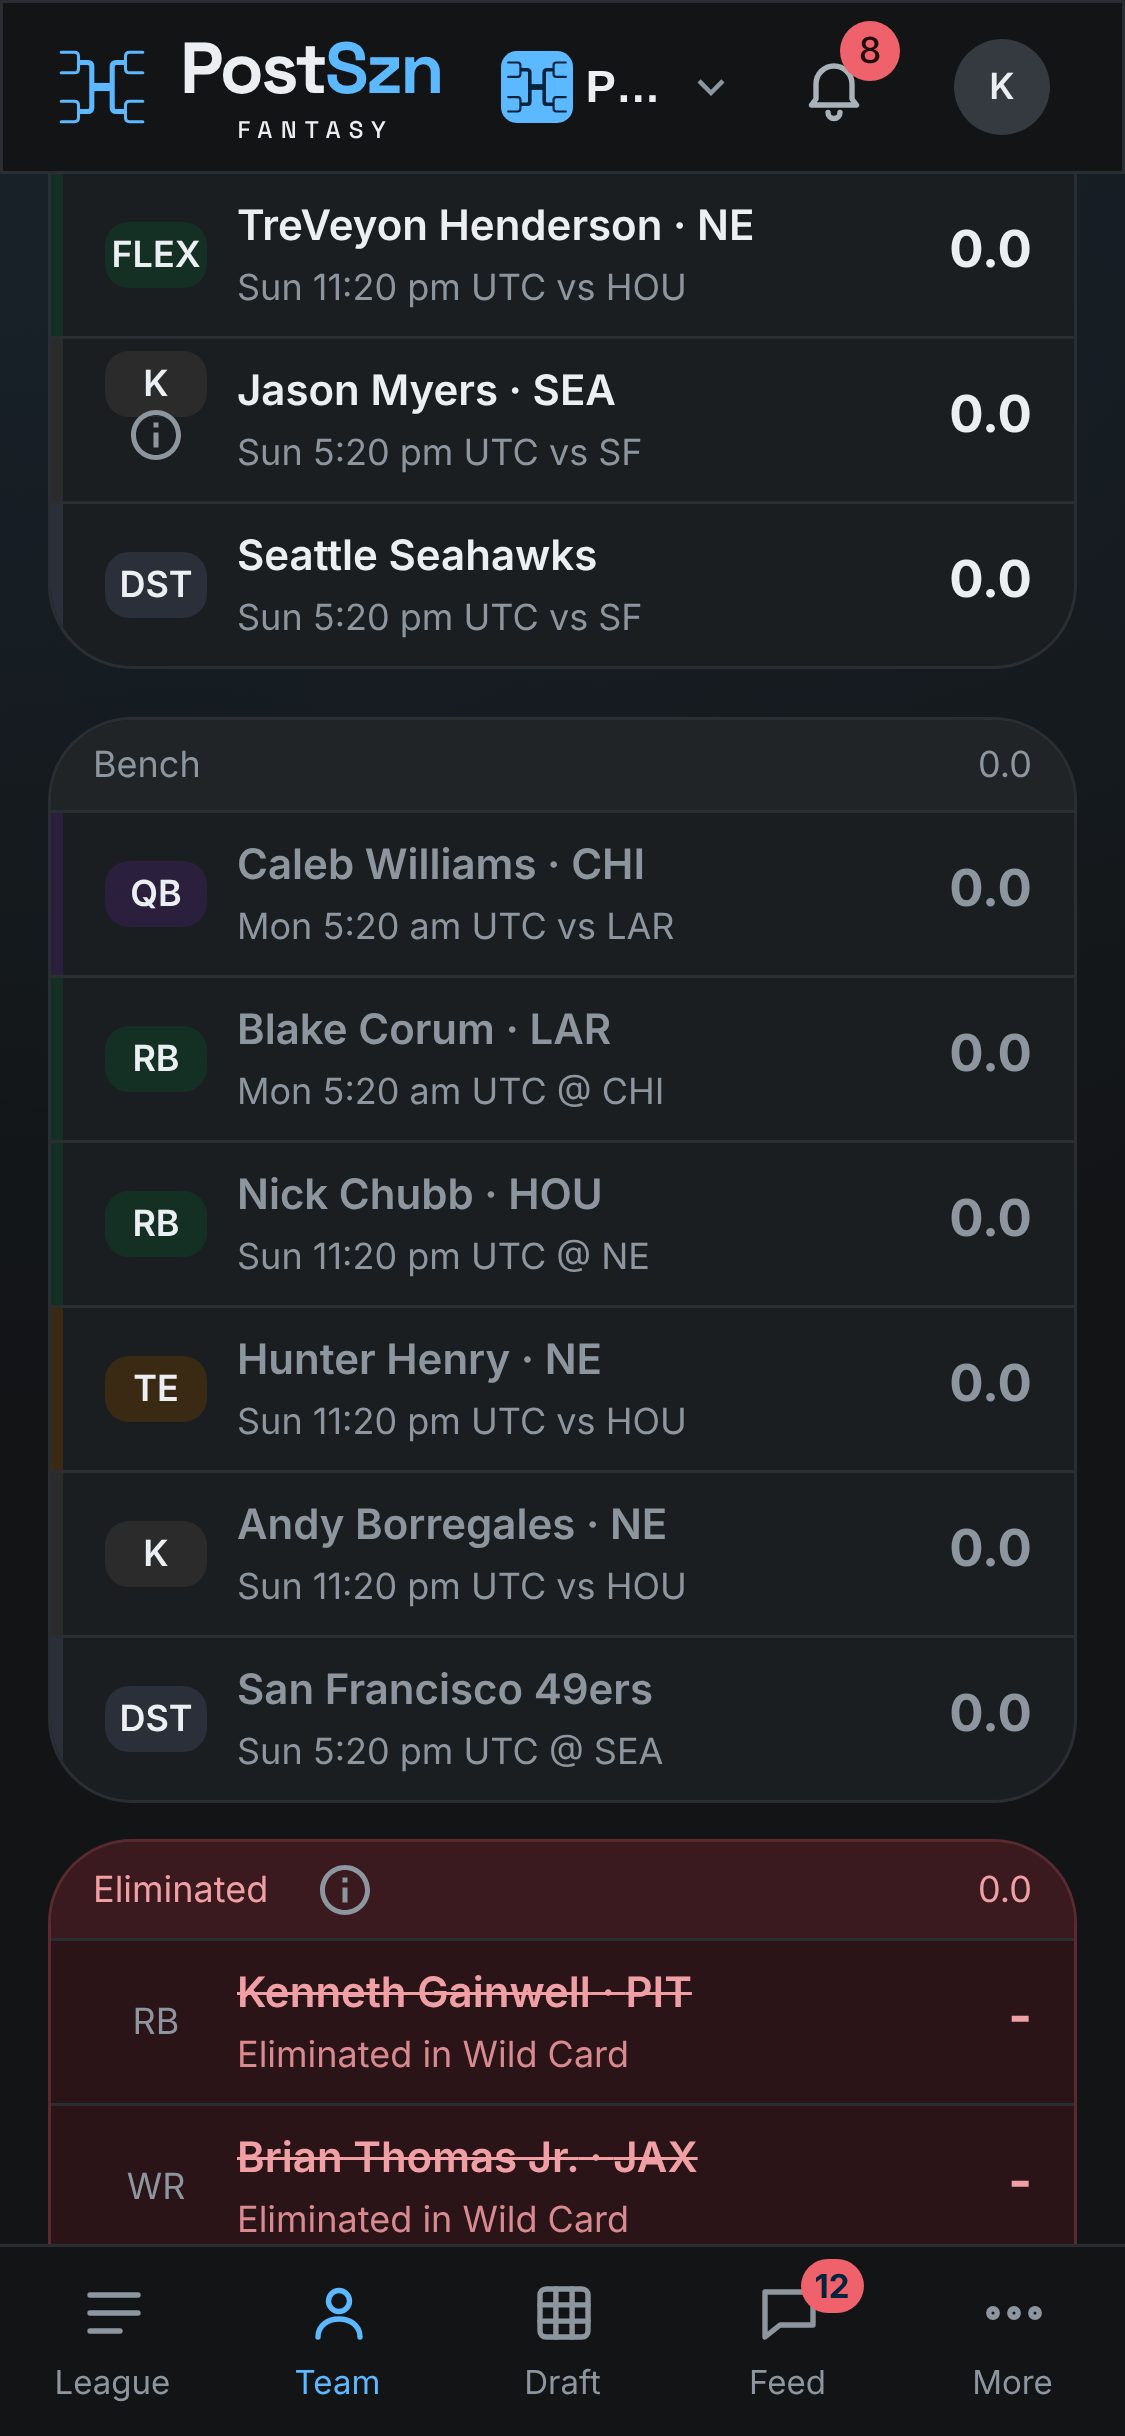 PostSzn
FANTASY
P...
8
K
FLEX
TreVeyon Henderson · NE
Sun 11:20 pm UTC vs HOU
0.0
K
Jason Myers · SEA
Sun 5:20 pm UTC vs SF
0.0
DST
Seattle Seahawks
Sun 5:20 pm UTC vs SF
0.0
Bench
0.0
QB
Caleb Williams · CHI
Mon 5:20 am UTC vs LAR
0.0
RB
Blake Corum · LAR
Mon 5:20 am UTC @ CHI
0.0
RB
Nick Chubb · HOU
Sun 11:20 pm UTC @ NE
0.0
TE
Hunter Henry · NE
Sun 11:20 pm UTC vs HOU
0.0
K
Andy Borregales · NE
Sun 11:20 pm UTC vs HOU
0.0
DST
San Francisco 49ers
Sun 5:20 pm UTC @ SEA
0.0
Eliminated
0.0
RB
Kenneth Gainwell · PIT
Eliminated in Wild Card
-
WR
Brian Thomas Jr. · JAX
Eliminated in Wild Card
-
League
Team
Draft
12
Feed
More